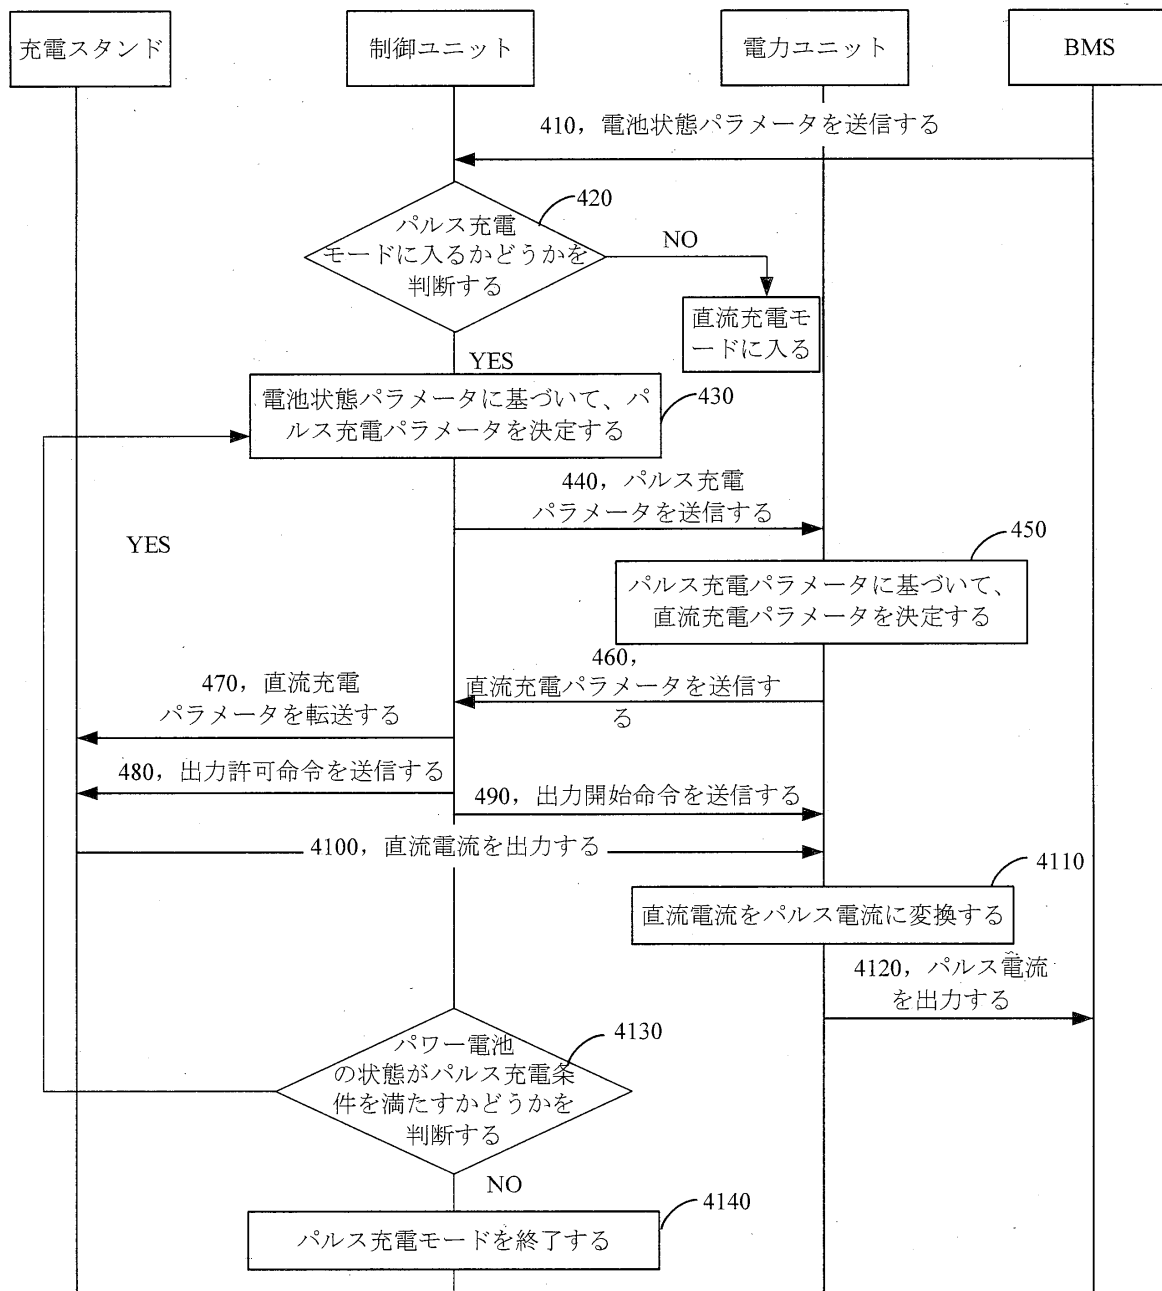 充電スタンド
制御ユニット
電力ユニット
BMS
410，電池状態パラメータを送信する
420
パルス充電
モードに入るかどうかを
判断する
NO
直流充電モ
ードに入る
YES
電池状態パラメータに基づいて、パ
ルス充電パラメータを決定する
430
440，パルス充電
パラメータを送信する
YES
450
パルス充電パラメータに基づいて、
直流充電パラメータを決定する
460，
直流充電パラメータを送信す
る
470，直流充電
パラメータを転送する
480，出力許可命令を送信する
490，出力開始命令を送信する
4100，直流電流を出力する
4110
直流電流をパルス電流に変換する
4120，パルス電流
を出力する
4130
パワー電池
の状態がパルス充電条
件を満たすかどうかを
判断する
NO
4140
パルス充電モードを終了する